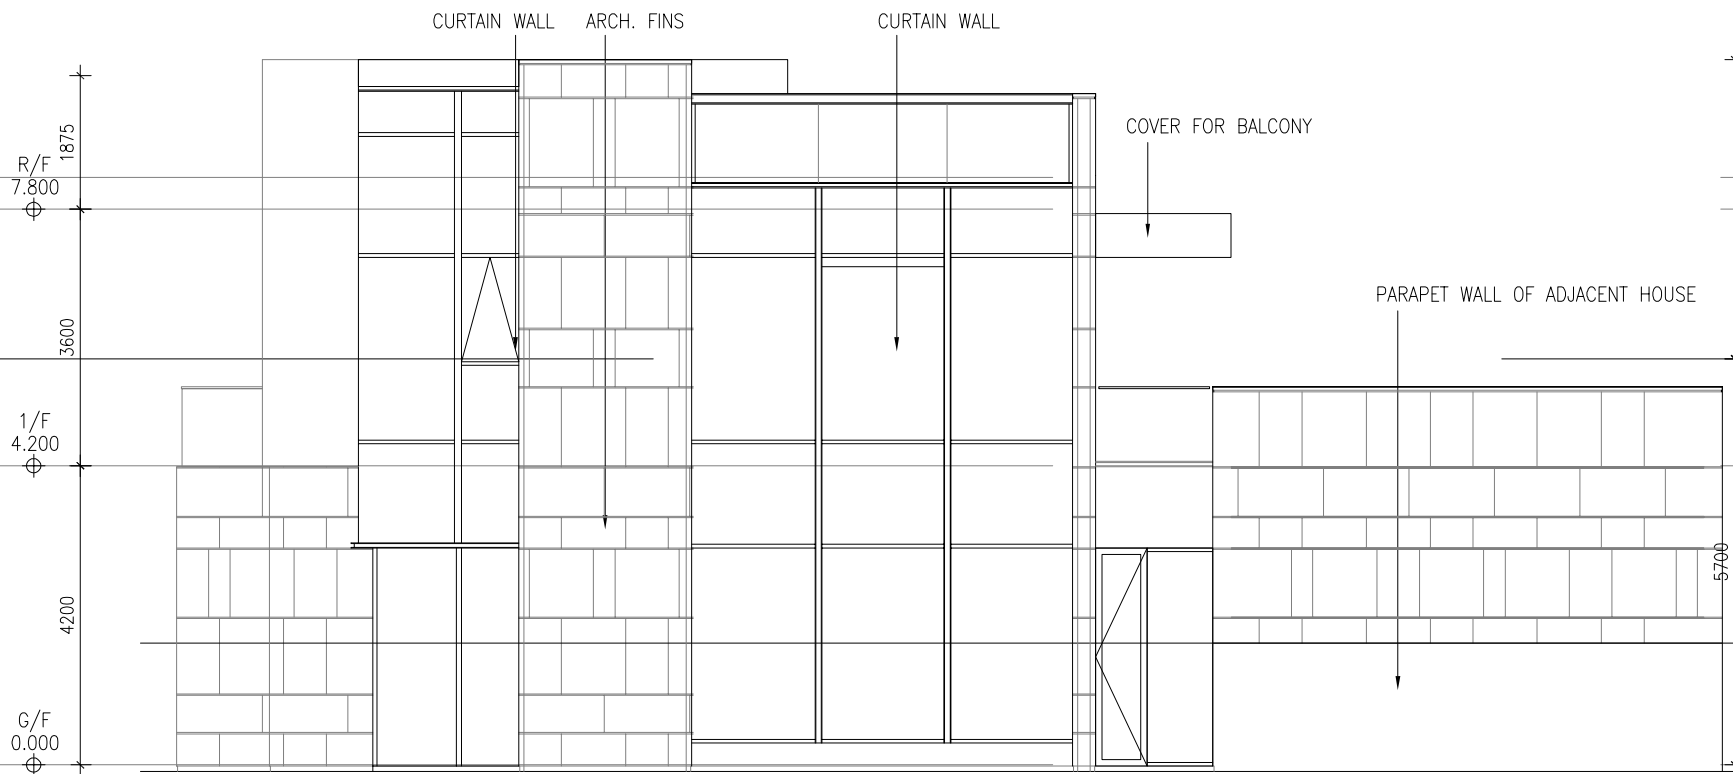 CURTAIN WALL
ARCH. FINS
CURTAIN WALL
COVER FOR BALCONY
1875
R/F
7.800
PARAPET WALL OF ADJACENT HOUSE
3600
1/F
4.200
5700
4200
G/F
0.000